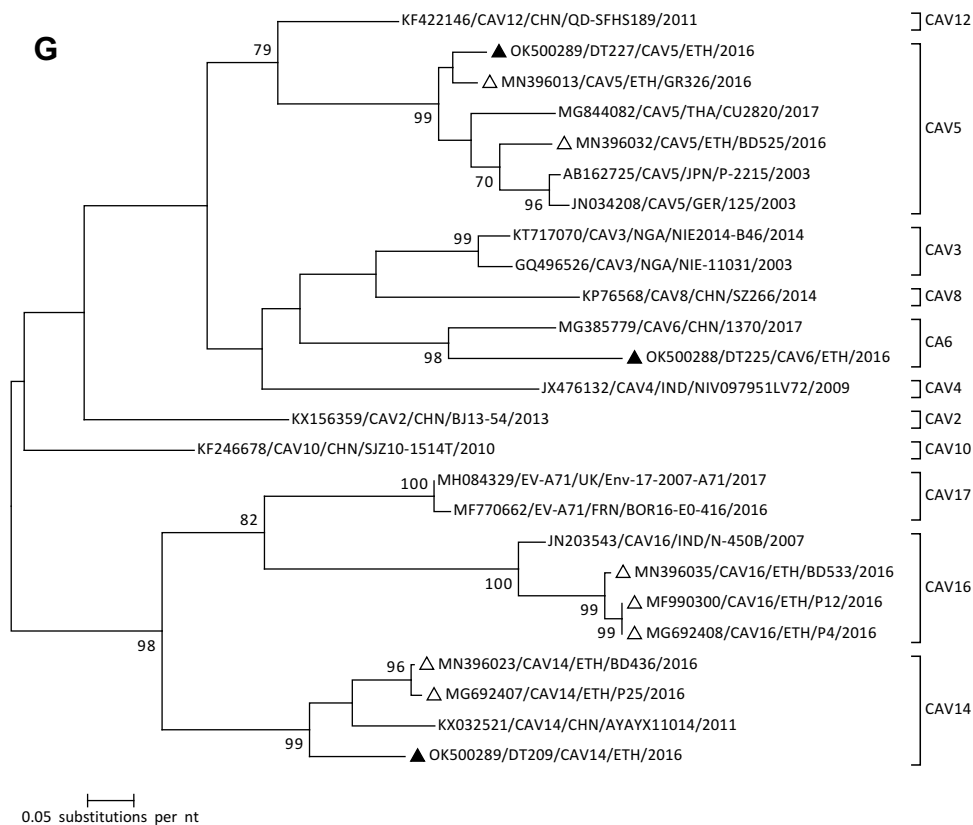 G
KF422146/CAV12/CHN/QD-SFHS189/2011
CAV12
79
OK500289/DT227/CAV5/ETH/2016
MN396013/CAV5/ETH/GR326/2016
99
MG844082/CAV5/THA/CU2820/2017
CAV5
MN396032/CAV5/ETH/BD525/2016
70
AB162725/CAV5/JPN/P-2215/2003
96
JN034208/CAV5/GER/125/2003
99
KT717070/CAV3/NGA/NIE2014-B46/2014
CAV3
GQ496526/CAV3/NGA/NIE-11031/2003
KP76568/CAV8/CHN/SZ266/2014
CAV8
MG385779/CAV6/CHN/1370/2017
CA6
98
OK500288/DT225/CAV6/ETH/2016
JX476132/CAV4/IND/NIV097951LV72/2009
CAV4
KX156359/CAV2/CHN/BJ13-54/2013
CAV2
KF246678/CAV10/CHN/SJZ10-1514T/2010
CAV10
100
MH084329/EV-A71/UK/Env-17-2007-A71/2017
CAV17
MF770662/EV-A71/FRN/BOR16-E0-416/2016
82
JN203543/CAV16/IND/N-450B/2007
100
MN396035/CAV16/ETH/BD533/2016
CAV16
99
MF990300/CAV16/ETH/P12/2016
99
MG692408/CAV16/ETH/P4/2016
98
96
MN396023/CAV14/ETH/BD436/2016
MG692407/CAV14/ETH/P25/2016
CAV14
KX032521/CAV14/CHN/AYAYX11014/2011
99
OK500289/DT209/CAV14/ETH/2016
0.05 substitutions per nt